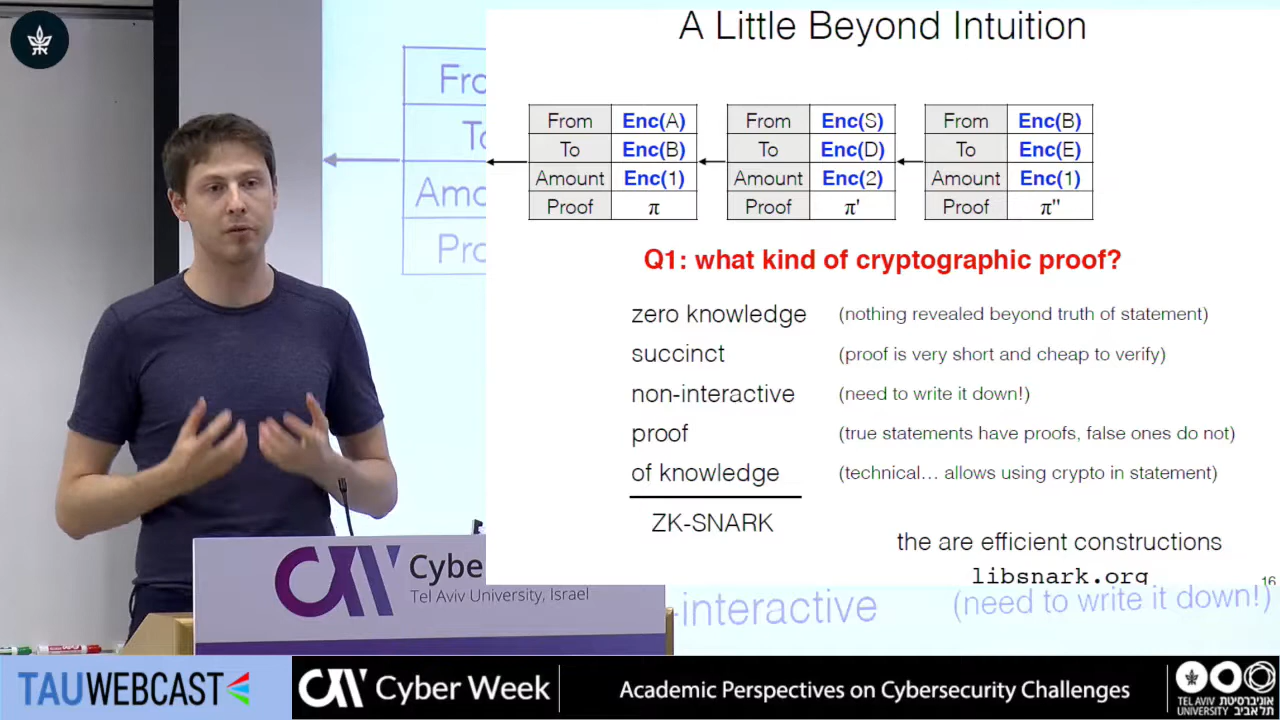 A Little Beyond Intuition
From Enc(A) From Enc(S) From Enc(B)
To Enc(B) To Enc(D) To Enc(E)
Amount Enc(1) Amount Enc(2) Amount Enc(1)
Proof π Proof π' Proof π"
Q1: what kind of cryptographic proof?
zero knowledge (nothing revealed beyond truth of statement)
succinct (proof is very short and cheap to verify)
non-interactive (need to write it down!)
proof (true statements have proofs, false ones do not)
of knowledge (technical... allows using crypto in statement)
ZK-SNARK
the are efficient constructions
libsnark.org
16
-interactive (need to write it down!)
Tel Aviv University, Israel
TAUWEBCAST
Cyber Week
Academic Perspectives on Cybersecurity Challenges
TEL AVIV UNIVERSITY
אוניברסיטת תל אביב